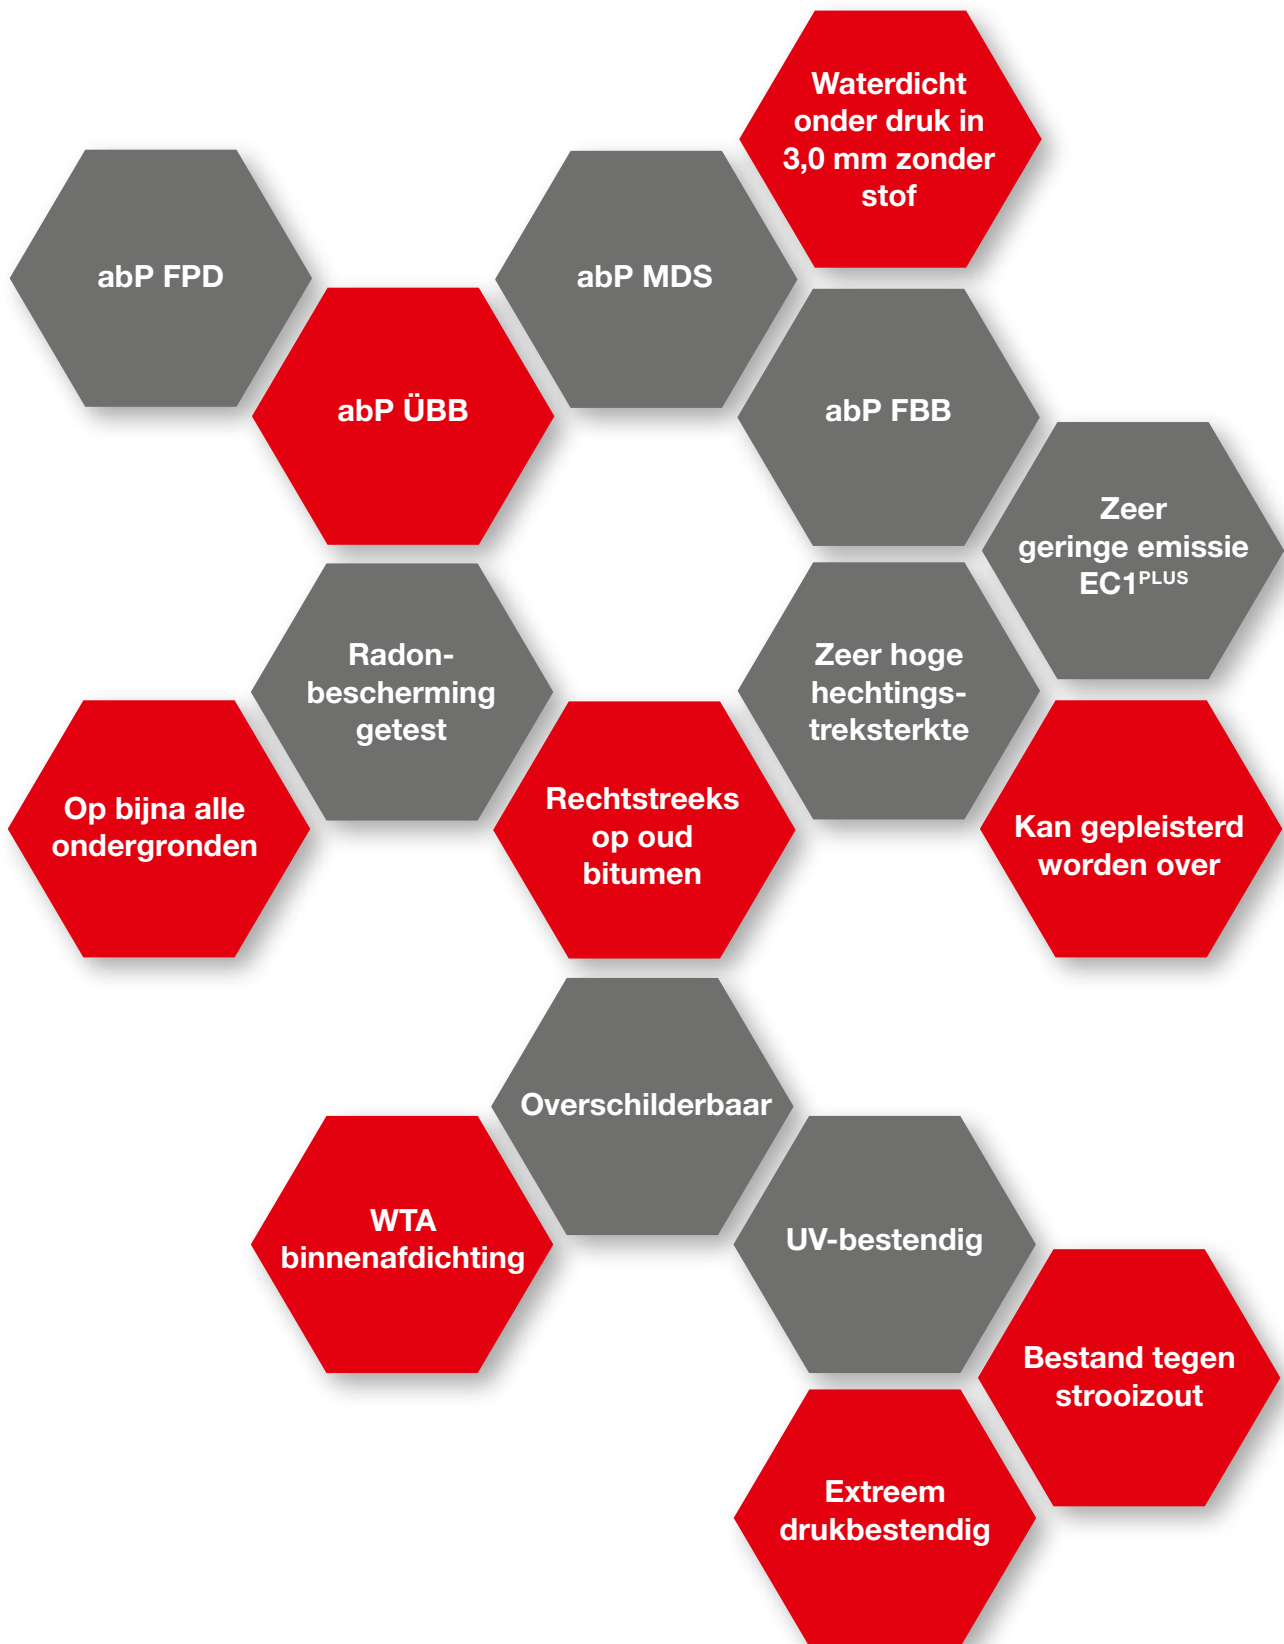 Waterdicht
onder druk in
3,0 mm zonder
stof
abP FPD
abP MDS
abP ÜBB
abP FBB
Zeer
geringe emissie
EC1PLUS
Radon-
bescherming
getest
Zeer hoge
hechtings-
treksterkte
Op bijna alle
ondergronden
Rechtstreeks
op oud
bitumen
Kan gepleisterd
worden over
Overschilderbaar
WTA
binnenafdichting
UV-bestendig
Bestand tegen
strooizout
Extreem
drukbestendig